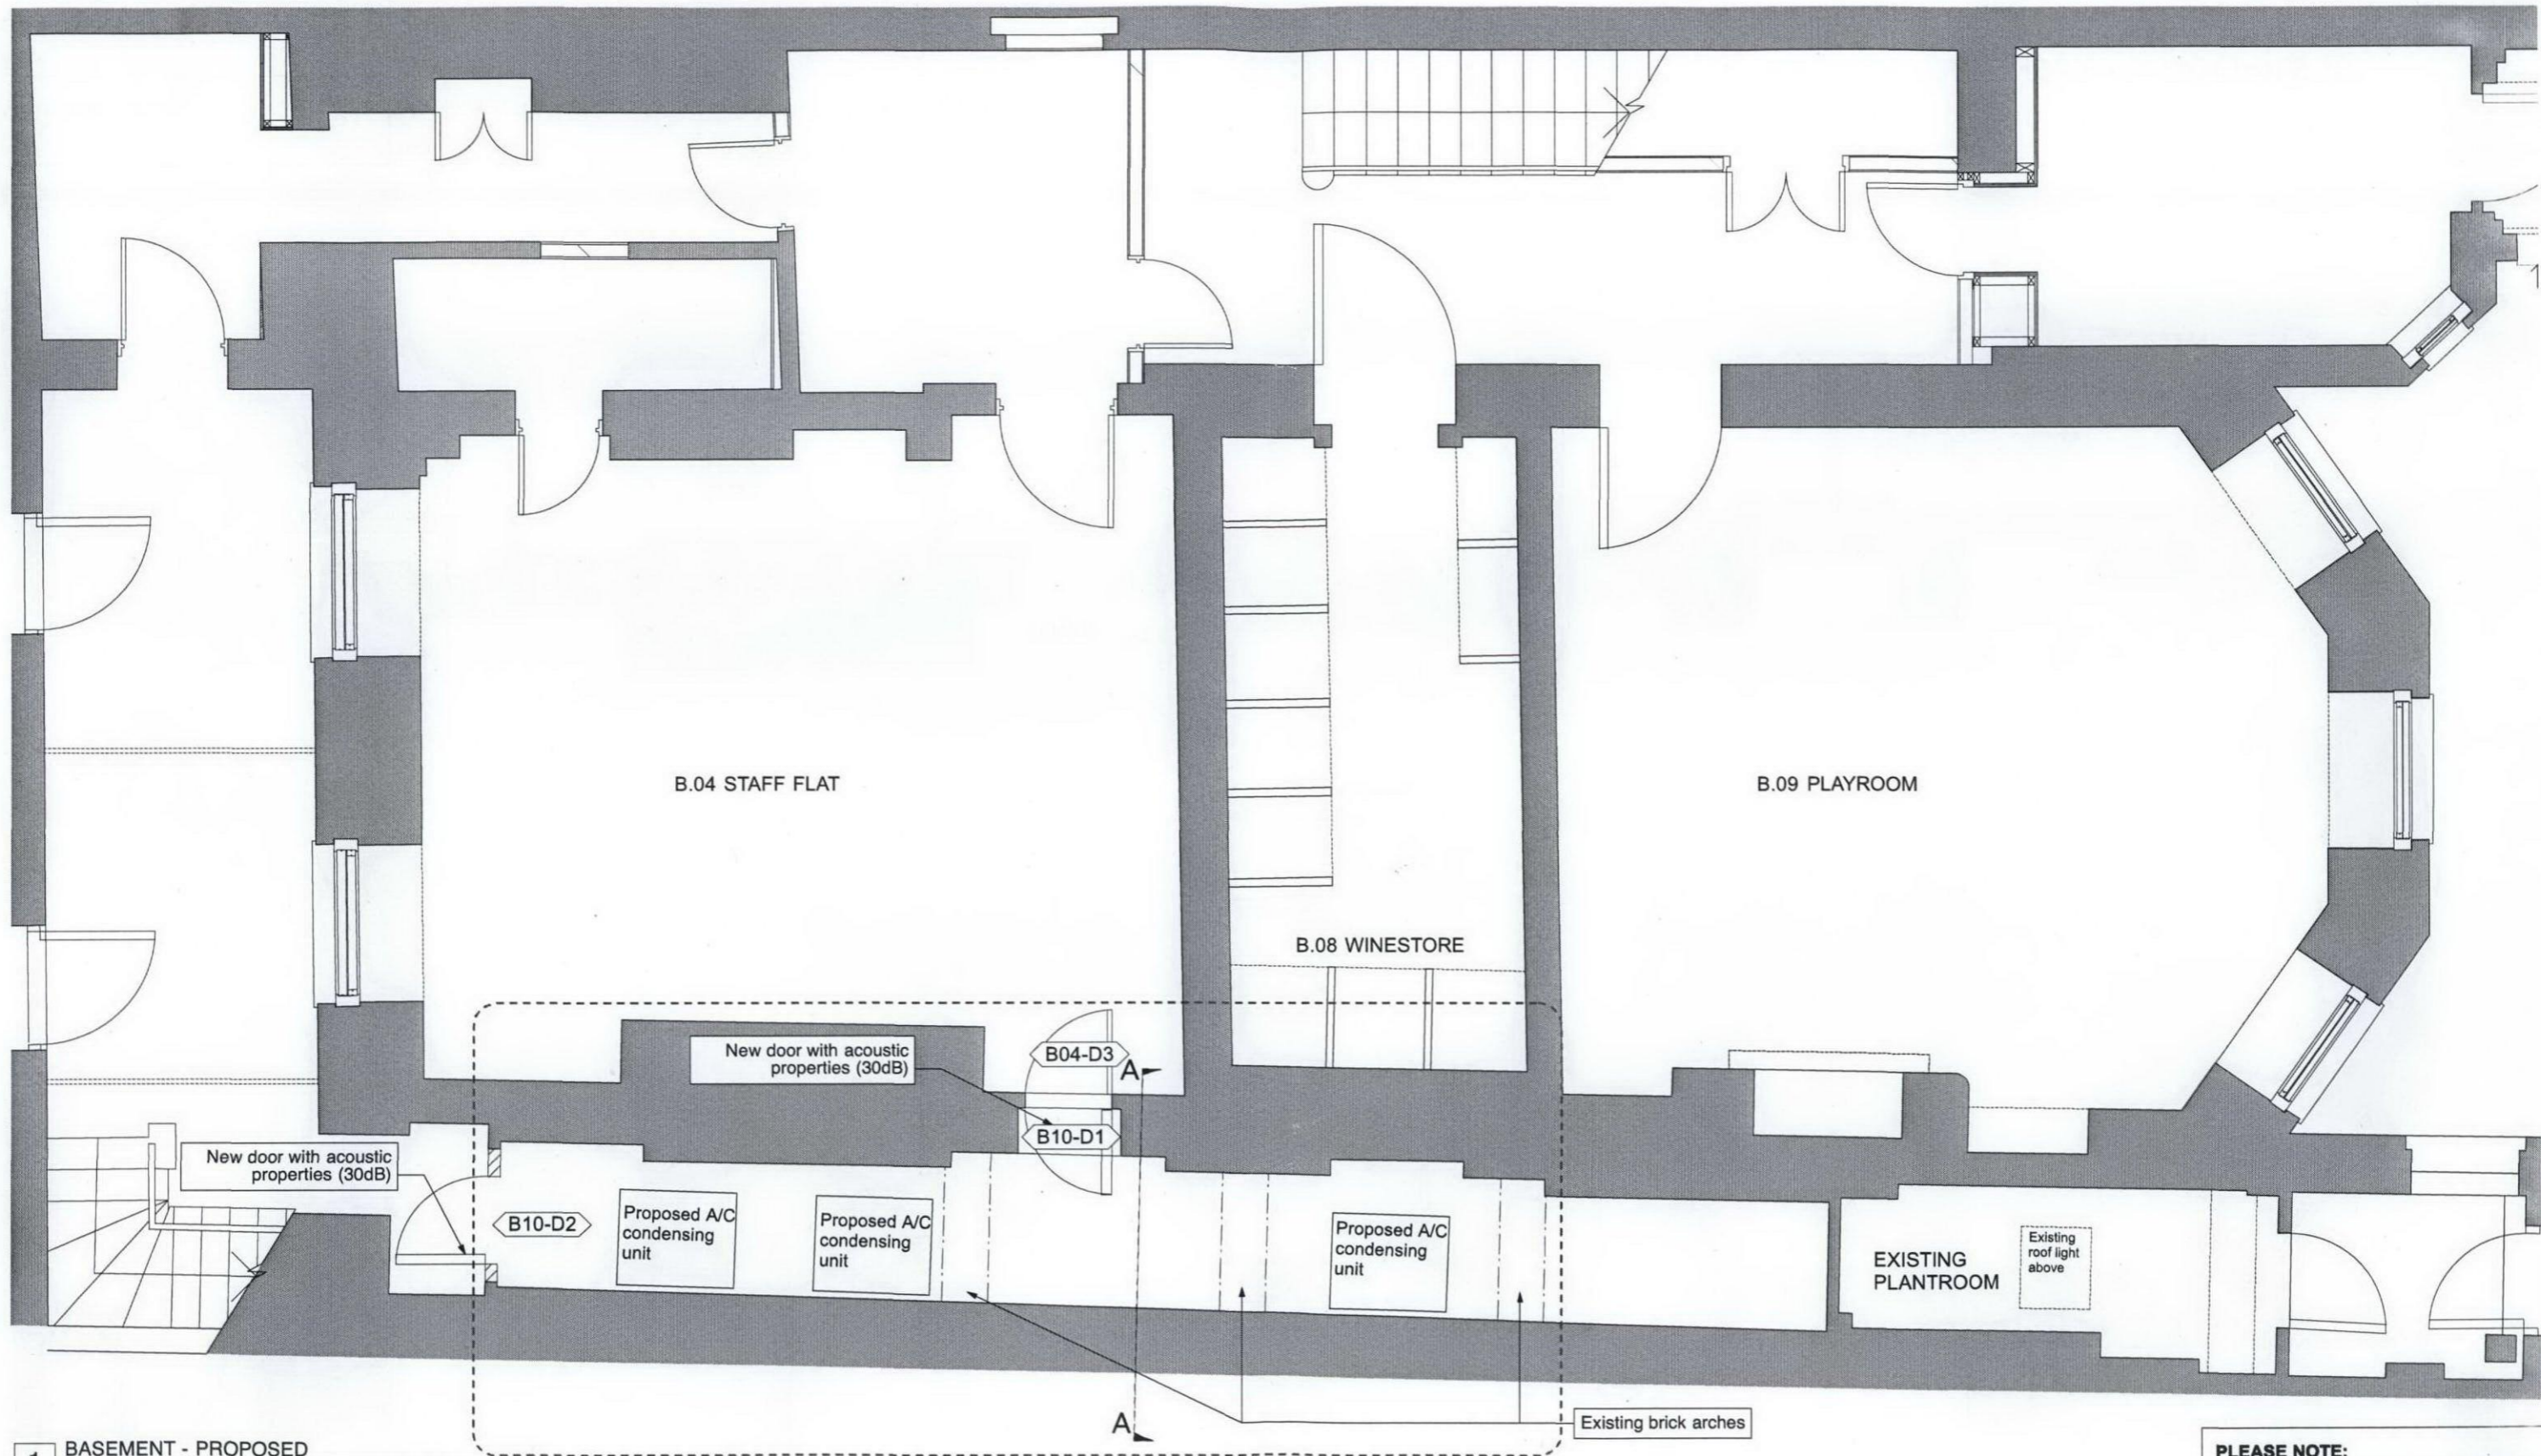 B.04 STAFF FLAT
B.09 PLAYROOM
B.08 WINESTORE
New door with acoustic
properties (30dB)
B04-D3
A
B10-D1
New door with acoustic
properties (30dB)
B10-D2
Proposed A/C
condensing
unit
Proposed A/C
condensing
unit
Proposed A/C
condensing
unit
EXISTING
PLANTROOM
Existing
roof light
above
A
Existing brick arches
1
BASEMENT - PROPOSED
PLEASE NOTE: